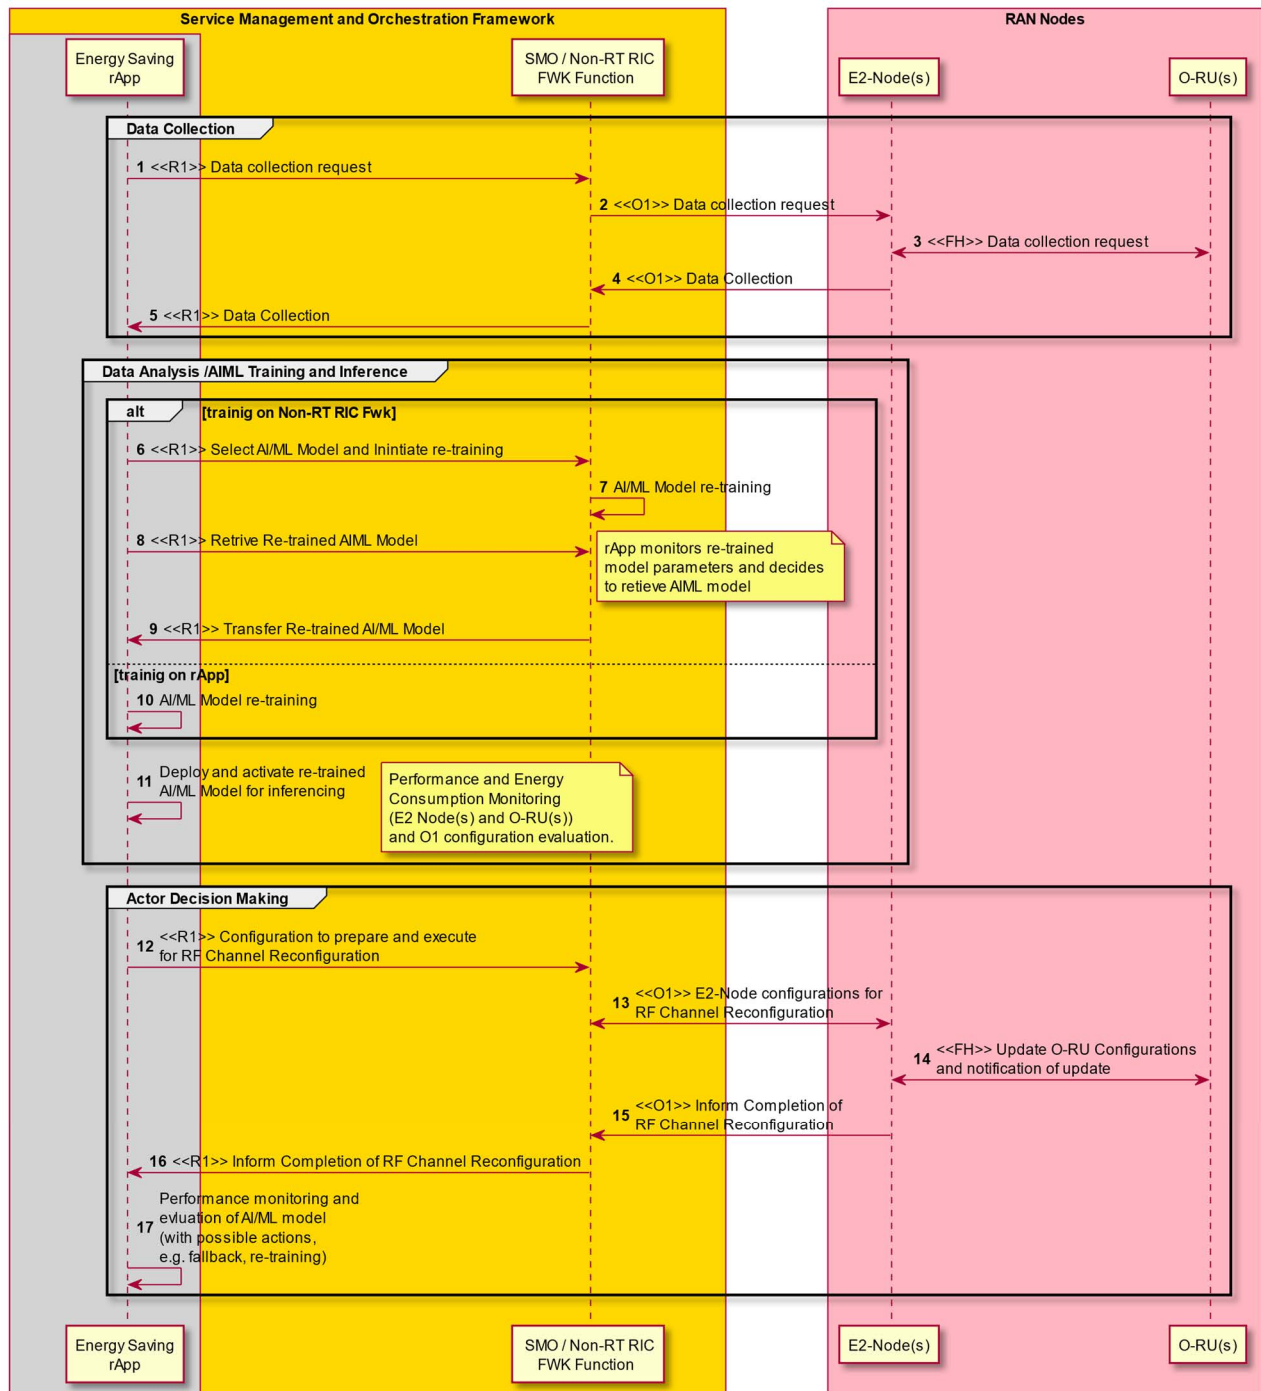 Service Management and Orchestration Framework
RAN Nodes
Energy Saving
rApp
SMO / Non-RT RIC
FWK Function
E2-Node(s)
O-RU(s)
Data Collection
1 <<R1>> Data collection request
2 <<O1>> Data collection request
3 <<FH>> Data collection request
4 <<O1>> Data Collection
5 <<R1>> Data Collection
Data Analysis /AIML Training and Inference
alt [trainig on Non-RT RIC Fwk]
6 <<R1>> Select AI/ML Model and Inintiate re-training
7 AI/ML Model re-training
8 <<R1>> Retrive Re-trained AIML Model
rApp monitors re-trained
model parameters and decides
to retieve AIML model
9 <<R1>> Transfer Re-trained AI/ML Model
[trainig on rApp]
10 AI/ML Model re-training
11 Deploy and activate re-trained
AI/ML Model for inferencing
Performance and Energy
Consumption Monitoring
(E2 Node(s) and O-RU(s))
and O1 configuration evaluation.
Actor Decision Making
12 <<R1>> Configuration to prepare and execute
for RF Channel Reconfiguration
13 <<O1>> E2-Node configurations for
RF Channel Reconfiguration
14 <<FH>> Update O-RU Configurations
and notification of update
15 <<O1>> Inform Completion of
RF Channel Reconfiguration
16 <<R1>> Inform Completion of RF Channel Reconfiguration
17 Performance monitoring and
evluation of AI/ML model
(with possible actions,
e.g. fallback, re-training)
Energy Saving
rApp
SMO / Non-RT RIC
FWK Function
E2-Node(s)
O-RU(s)